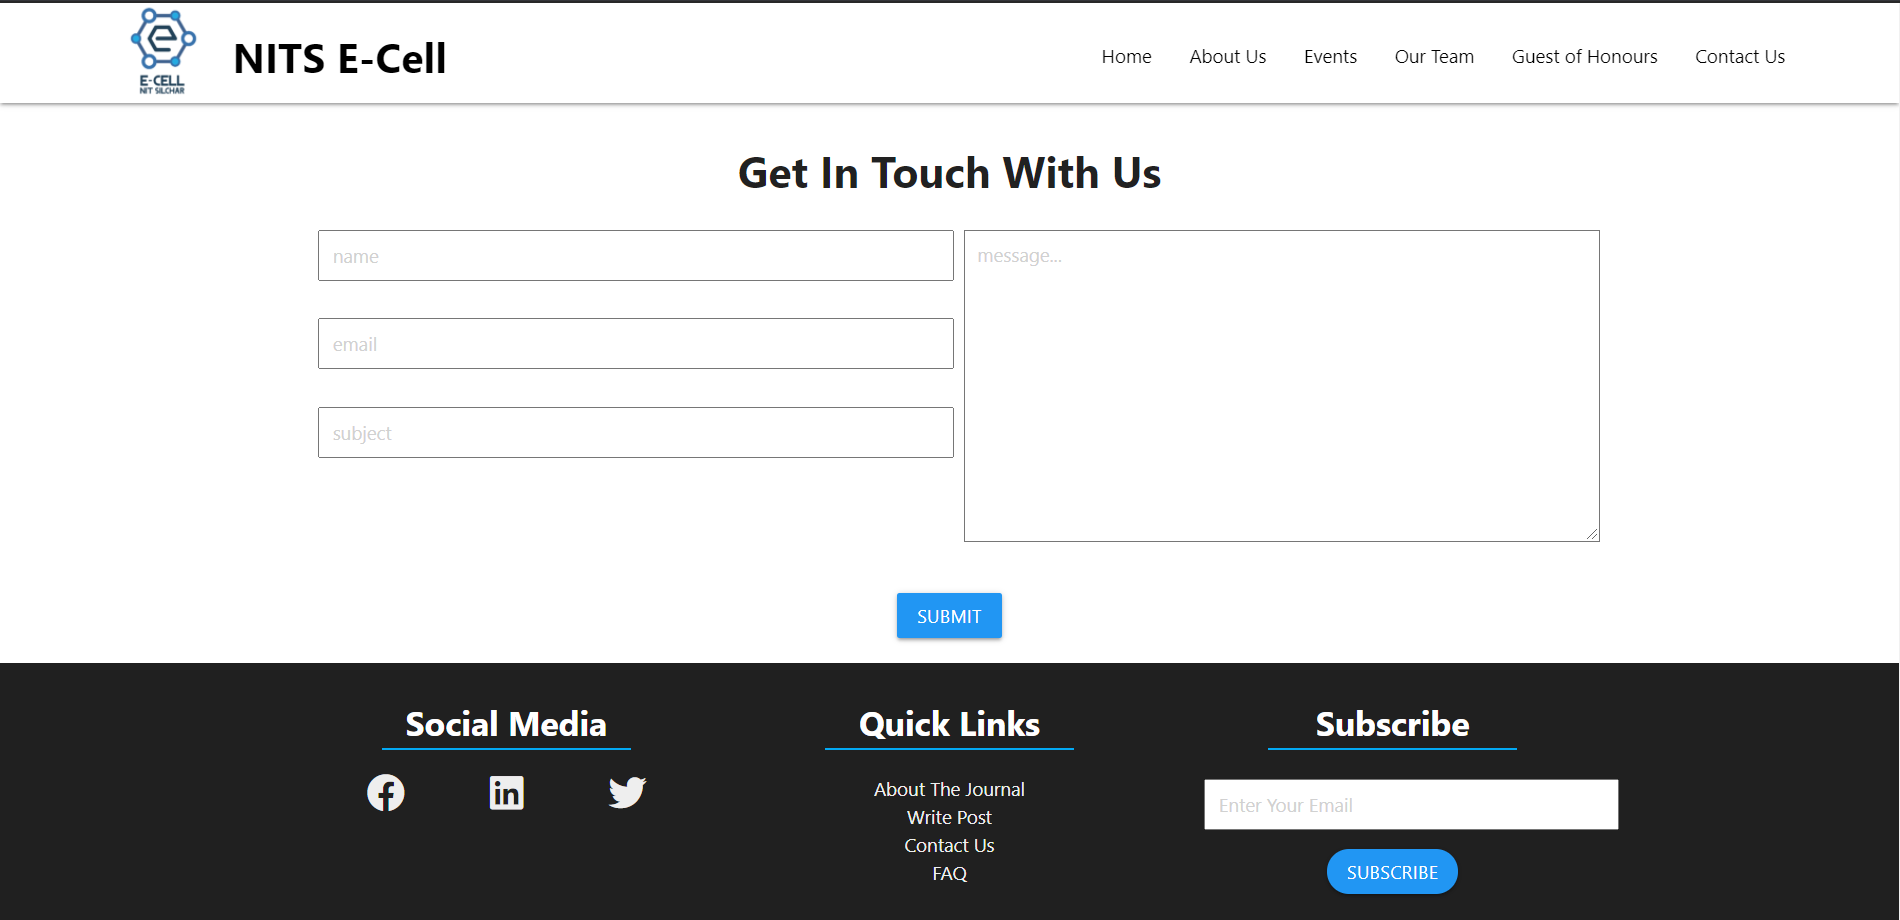 E-CELL
NIT SILCHAR
NITS E-Cell
Home About Us Events Our Team Guest of Honours Contact Us
Get In Touch With Us
name
message...
email
subject
SUBMIT
Social Media
Quick Links
About The Journal
Write Post
Contact Us
FAQ
Subscribe
Enter Your Email
SUBSCRIBE